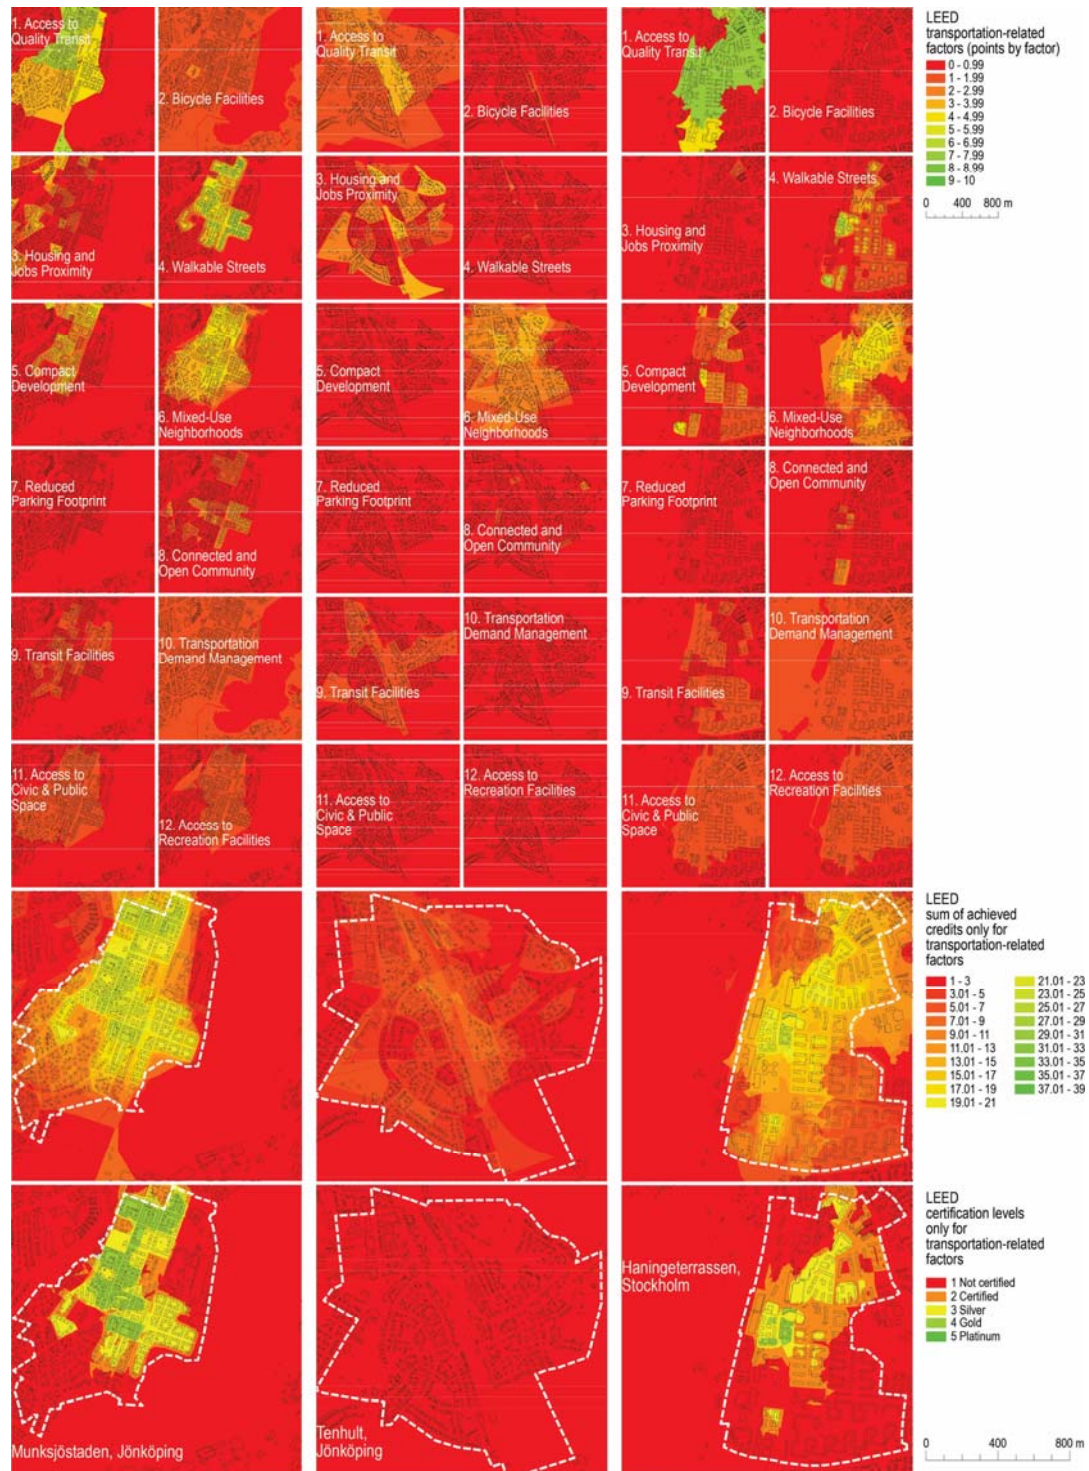 1. Access to
Quality Transit
2. Bicycle Facilities
3. Housing and
Jobs Proximity
4. Walkable Streets
5. Compact
Development
6. Mixed-Use
Neighborhoods
7. Reduced
Parking Footprint
8. Connected and
Open Community
9. Transit Facilities
10. Transportation
Demand Management
11. Access to
Civic & Public
Space
12. Access to
Recreation Facilities
Munksjöstaden, Jönköping
1. Access to
Quality Transit
2. Bicycle Facilities
3. Housing and
Jobs Proximity
4. Walkable Streets
5. Compact
Development
6. Mixed-Use
Neighborhoods
7. Reduced
Parking Footprint
8. Connected and
Open Community
9. Transit Facilities
10. Transportation
Demand Management
11. Access to
Civic & Public
Space
12. Access to
Recreation Facilities
Tenhult,
Jönköping
1. Access to
Quality Transit
2. Bicycle Facilities
3. Housing and
Jobs Proximity
4. Walkable Streets
5. Compact
Development
6. Mixed-Use
Neighborhoods
7. Reduced
Parking Footprint
8. Connected and
Open Community
9. Transit Facilities
10. Transportation
Demand Management
11. Access to
Civic & Public
Space
12. Access to
Recreation Facilities
Haningeterrassen,
Stockholm
LEED
transportation-related
factors (points by factor)
0 - 0.99
1 - 1.99
2 - 2.99
3 - 3.99
4 - 4.99
5 - 5.99
6 - 6.99
7 - 7.99
8 - 8.99
9 - 10
0 400 800 m
LEED
sum of achieved
credits only for
transportation-related
factors
1 - 3
3.01 - 5
5.01 - 7
7.01 - 9
9.01 - 11
11.01 - 13
13.01 - 15
15.01 - 17
17.01 - 19
19.01 - 21
21.01 - 23
23.01 - 25
25.01 - 27
27.01 - 29
29.01 - 31
31.01 - 33
33.01 - 35
35.01 - 37
37.01 - 39
LEED
certification levels
only for
transportation-related
factors
1 Not certified
2 Certified
3 Silver
4 Gold
5 Platinum
0 400 800 m